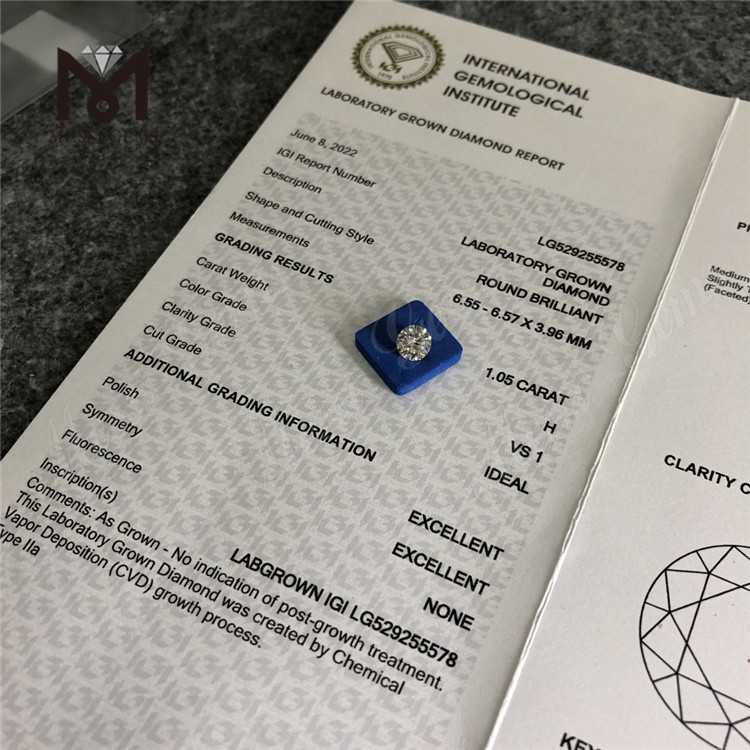 INTERNATIONAL
GEMOLOGICAL
INSTITUTE
LABORATORY GROWN DIAMOND REPORT
June 8, 2022
IGI Report Number LG529255578
Description LABORATORY GROWN
DIAMOND
Shape and Cutting Style ROUND BRILLIANT
Measurements 6.55 - 6.57 X 3.96 MM
GRADING RESULTS
Carat Weight 1.05 CARAT
Color Grade H
Clarity Grade VS 1
Cut Grade IDEAL
ADDITIONAL GRADING INFORMATION
Polish EXCELLENT
Symmetry EXCELLENT
Fluorescence NONE
Inscription(s) LABGROWN IGI LG529255578
Comments: As Grown - No indication of post-growth treatment.
This Laboratory Grown Diamond was created by Chemical
Vapor Deposition (CVD) growth process.
Type IIa
Medium
Slightly T
(Faceted)
CLARITY C
KEY